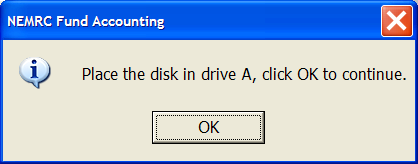 NEMRC Fund Accounting
Place the disk in drive A, click OK to continue.
OK